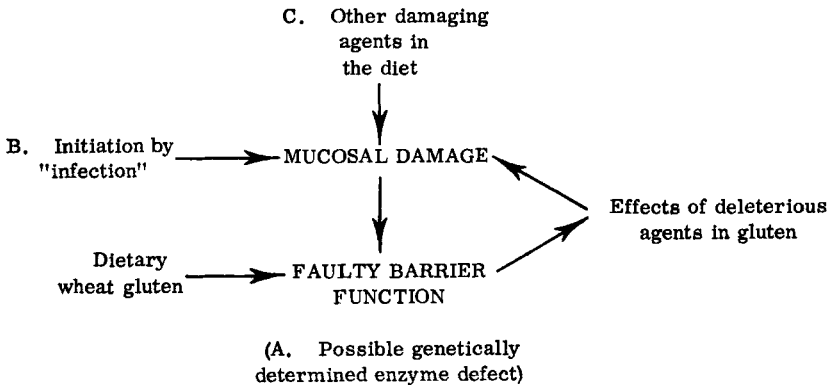 C. Other damaging
agents in
the diet
B. Initiation by
"infection"
MUCOSAL DAMAGE
Effects of deleterious
agents in gluten
Dietary
wheat gluten
FAULTY BARRIER
FUNCTION
(A. Possible genetically
determined enzyme defect)